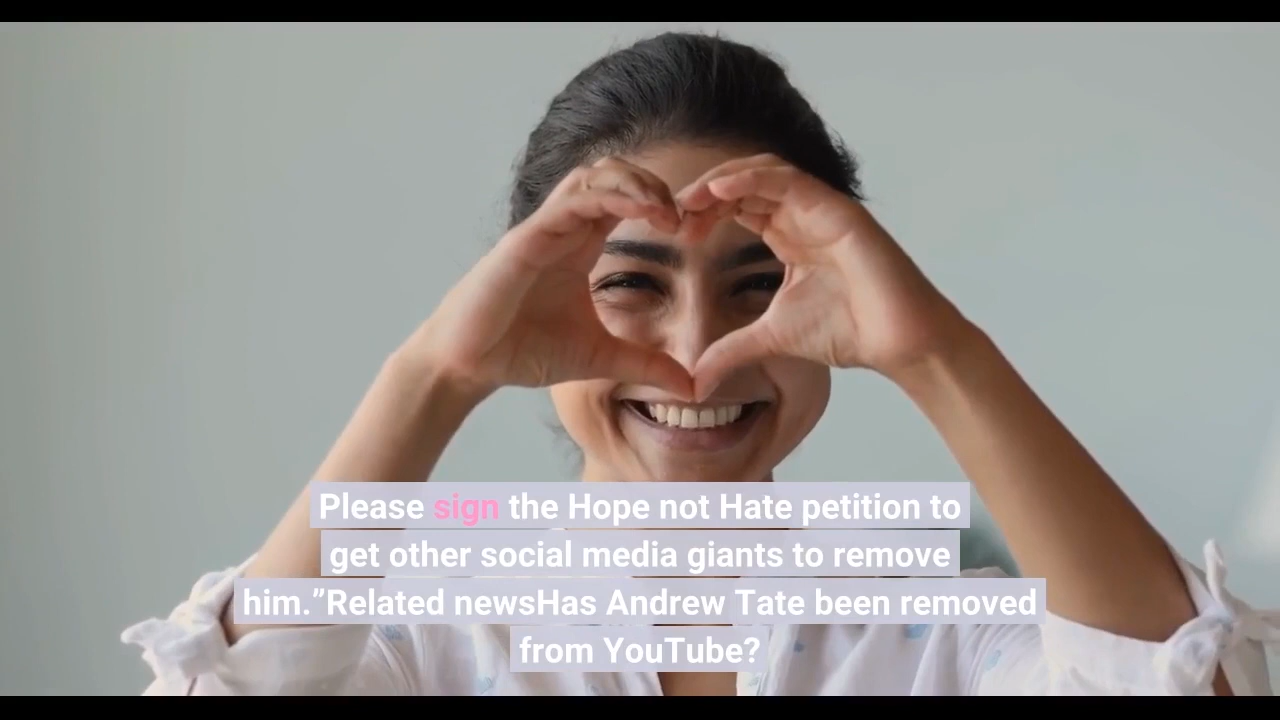 Please sign the Hope not Hate petition to
get other social media giants to remove
him.”Related newsHas Andrew Tate been removed
from YouTube?